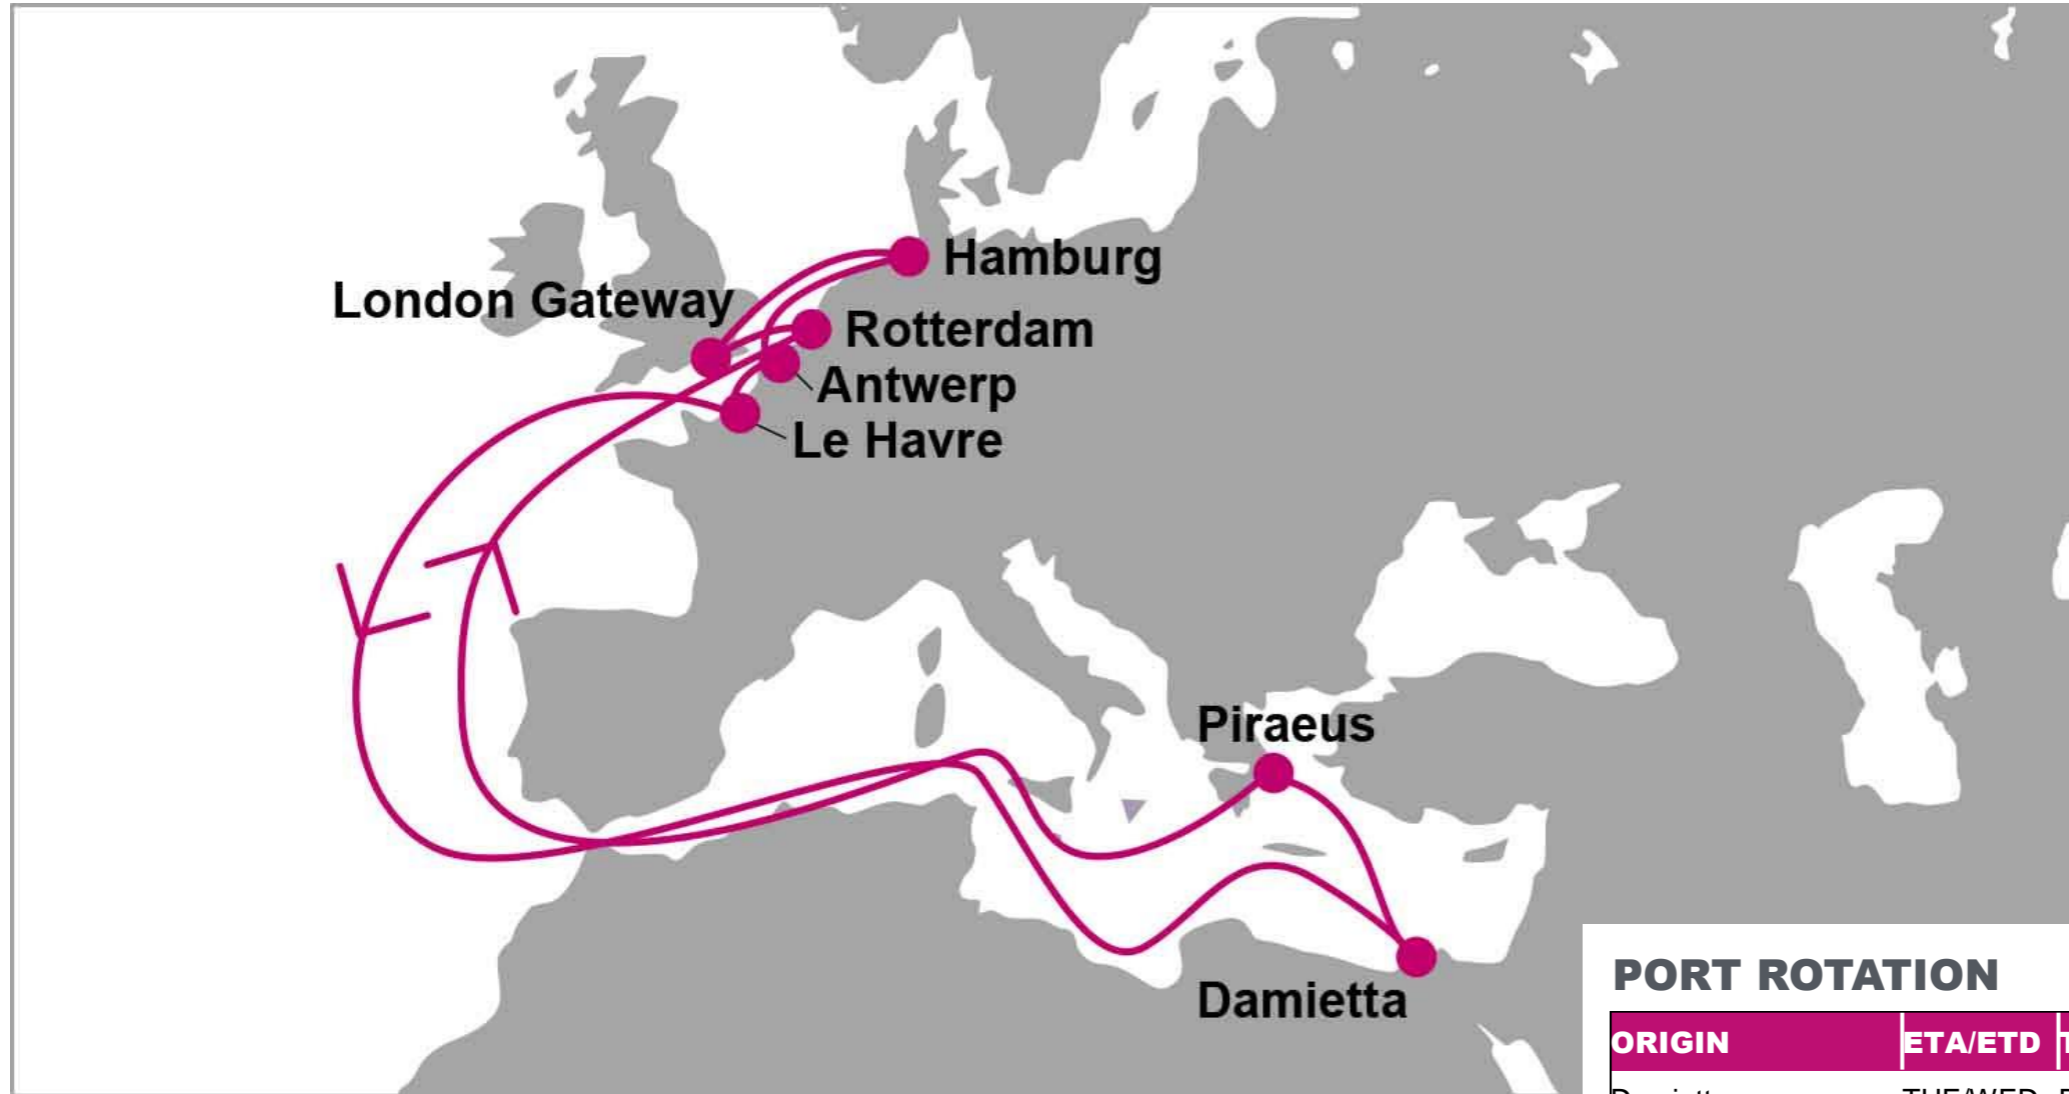 Hamburg
London Gateway
Rotterdam
Antwerp
Le Havre
Piraeus
Damietta
PORT ROTATION
ORIGIN ETA/ETD